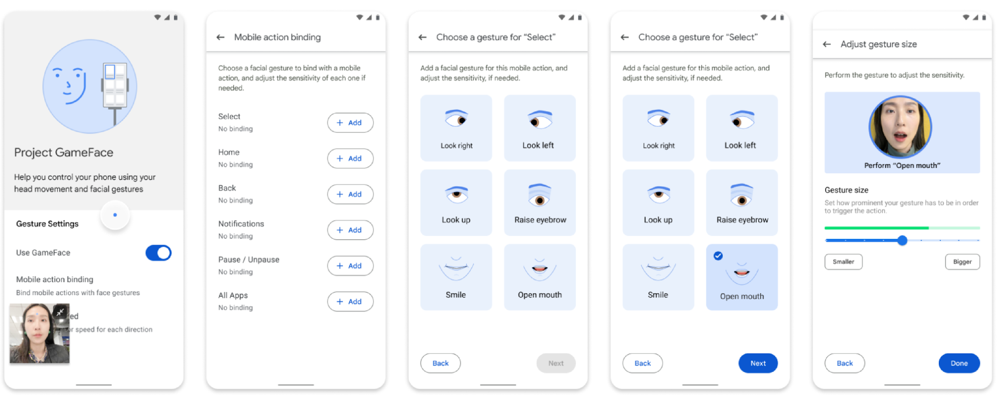 Project GameFace
Help you control your phone using your
head movement and facial gestures
Gesture Settings
Use GameFace
Mobile action binding
Bind mobile actions with face gestures
ed
or speed for each direction
Mobile action binding
Choose a facial gesture to bind with a mobile
action, and adjust the sensitivity of each one if
needed.
Select
No binding
+ Add
Home
No binding
+ Add
Back
No binding
+ Add
Notifications
No binding
+ Add
Pause / Unpause
No binding
+ Add
All Apps
No binding
+ Add
Choose a gesture for “Select”
Add a facial gesture for this mobile action, and
adjust the sensitivity, if needed.
Look right
Look left
Look up
Raise eyebrow
Smile
Open mouth
Back
Next
Choose a gesture for “Select”
Add a facial gesture for this mobile action, and
adjust the sensitivity, if needed.
Look right
Look left
Look up
Raise eyebrow
Smile
Open mouth
Back
Next
Adjust gesture size
Perform the gesture to adjust the sensitivity.
Perform “Open mouth”
Gesture size
Set how prominent your gesture has to be in order
to trigger the action.
Smaller
Bigger
Back
Done